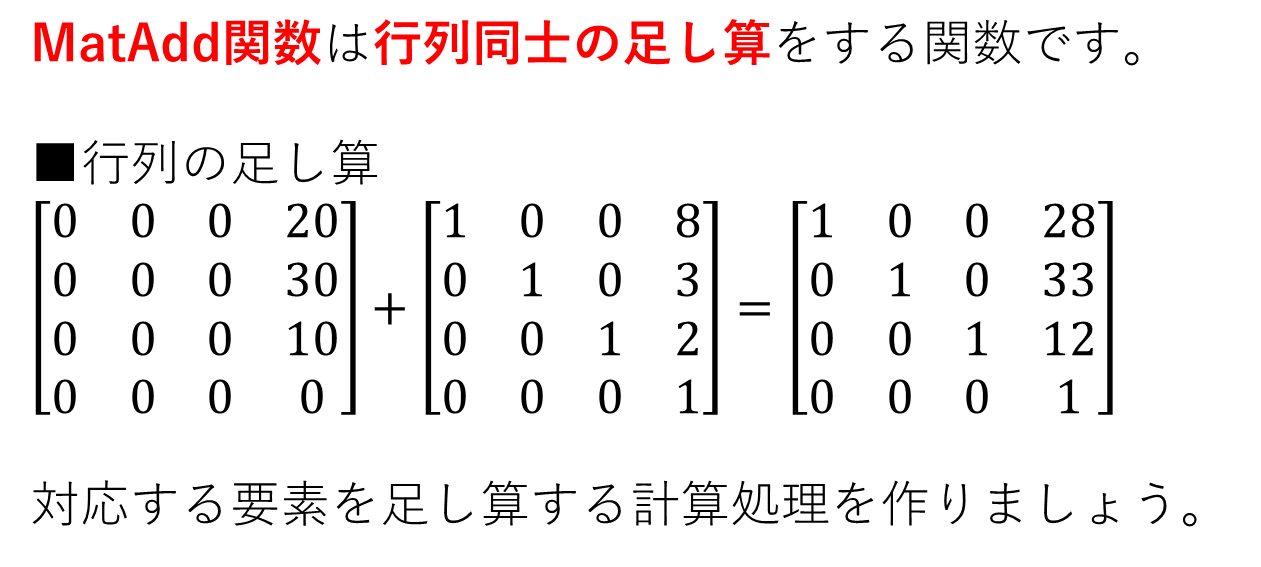 MatAdd関数は行列同士の足し算をする関数です。
■行列の足し算
[0 0 0 20] [1 0 0 8] [1 0 0 28]
[0 0 0 30] [0 1 0 3] [0 1 0 33]
+ =
[0 0 0 10] [0 0 1 2] [0 0 1 12]
[0 0 0 0] [0 0 0 1] [0 0 0 1]
対応する要素を足し算する計算処理を作りましょう。